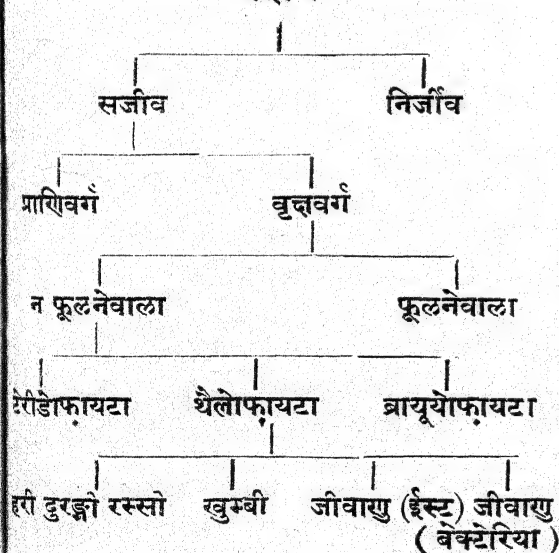 सजीव निर्जीव
प्राणिवर्ग वृक्षवर्ग
न फूलनेवाला फूलनेवाला
टेरीडोफ़ायटा थैलोफ़ायटा ब्रायूयोफ़ायटा
हरी दुरङ्गी रस्सी खुम्बी जीवाणु (ईस्ट) जीवाणु
( बेक्टेरिया )